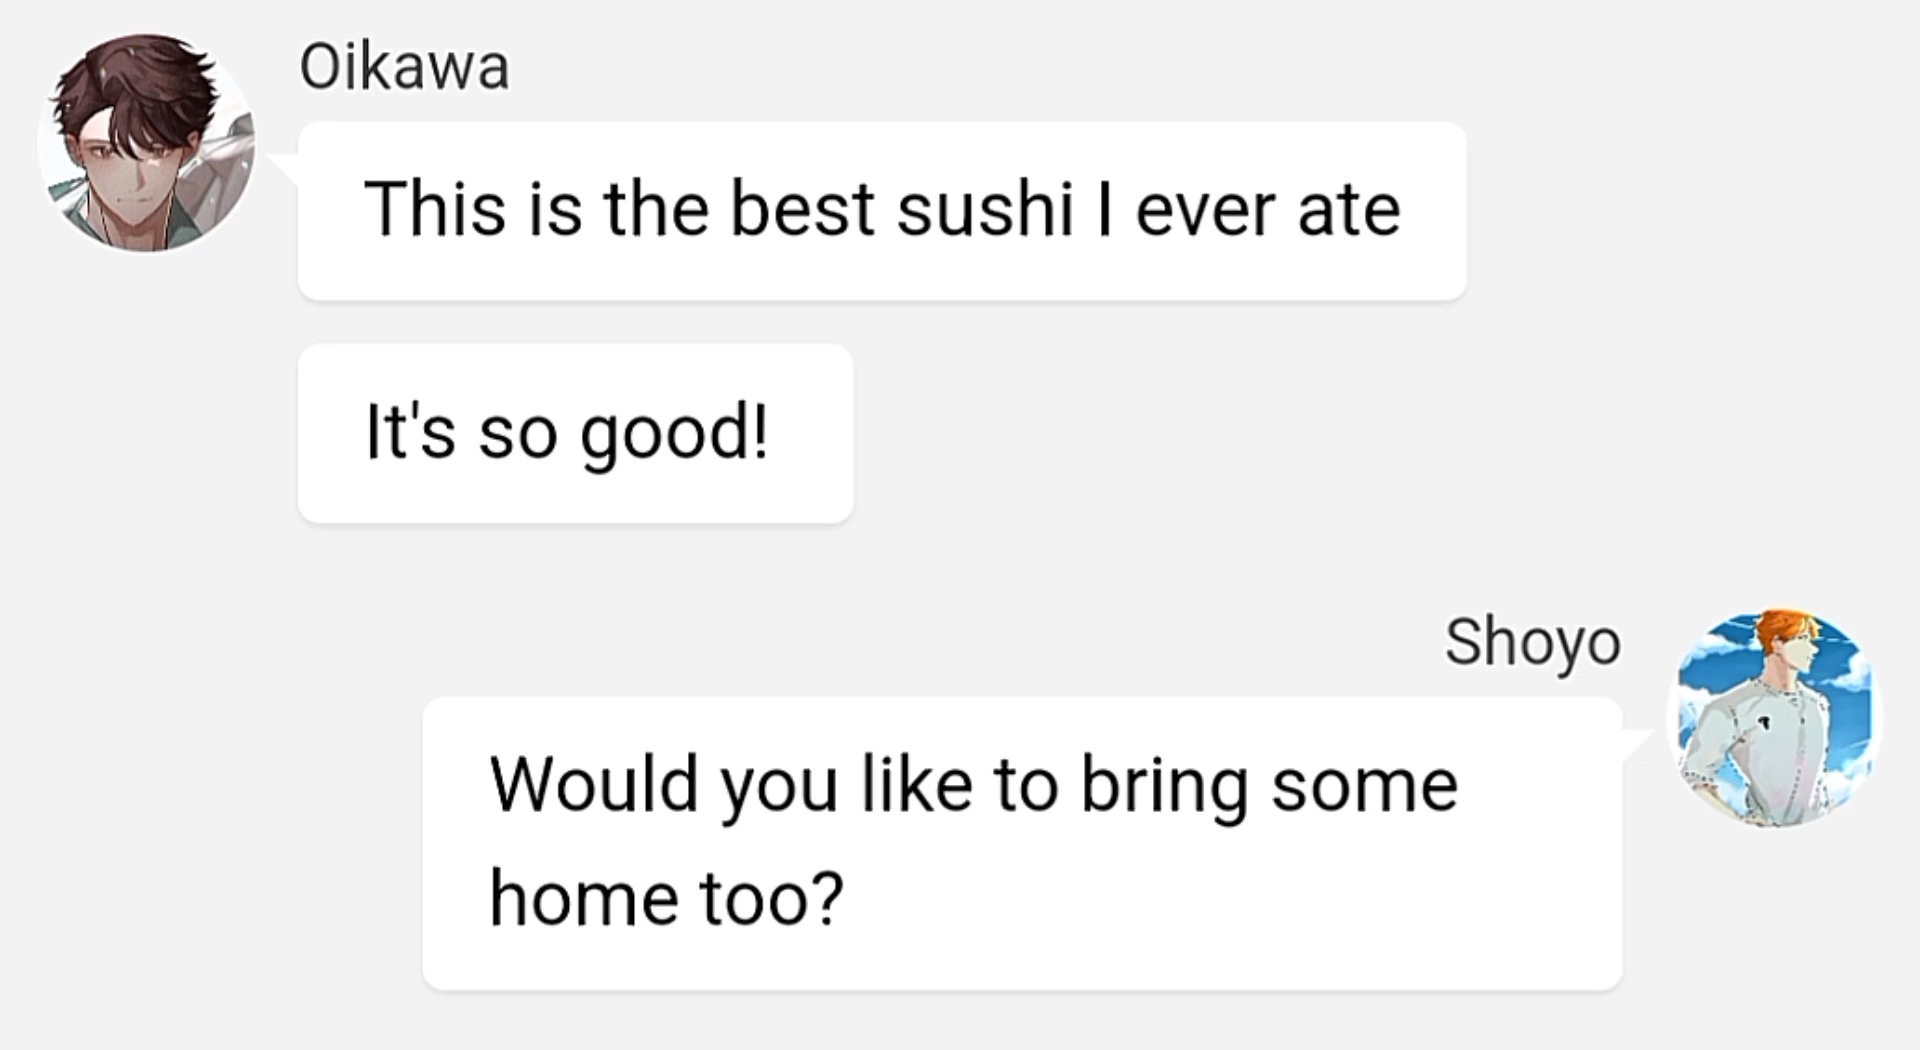 Oikawa
This is the best sushi I ever ate
It's so good!
Shoyo
Would you like to bring some
home too?